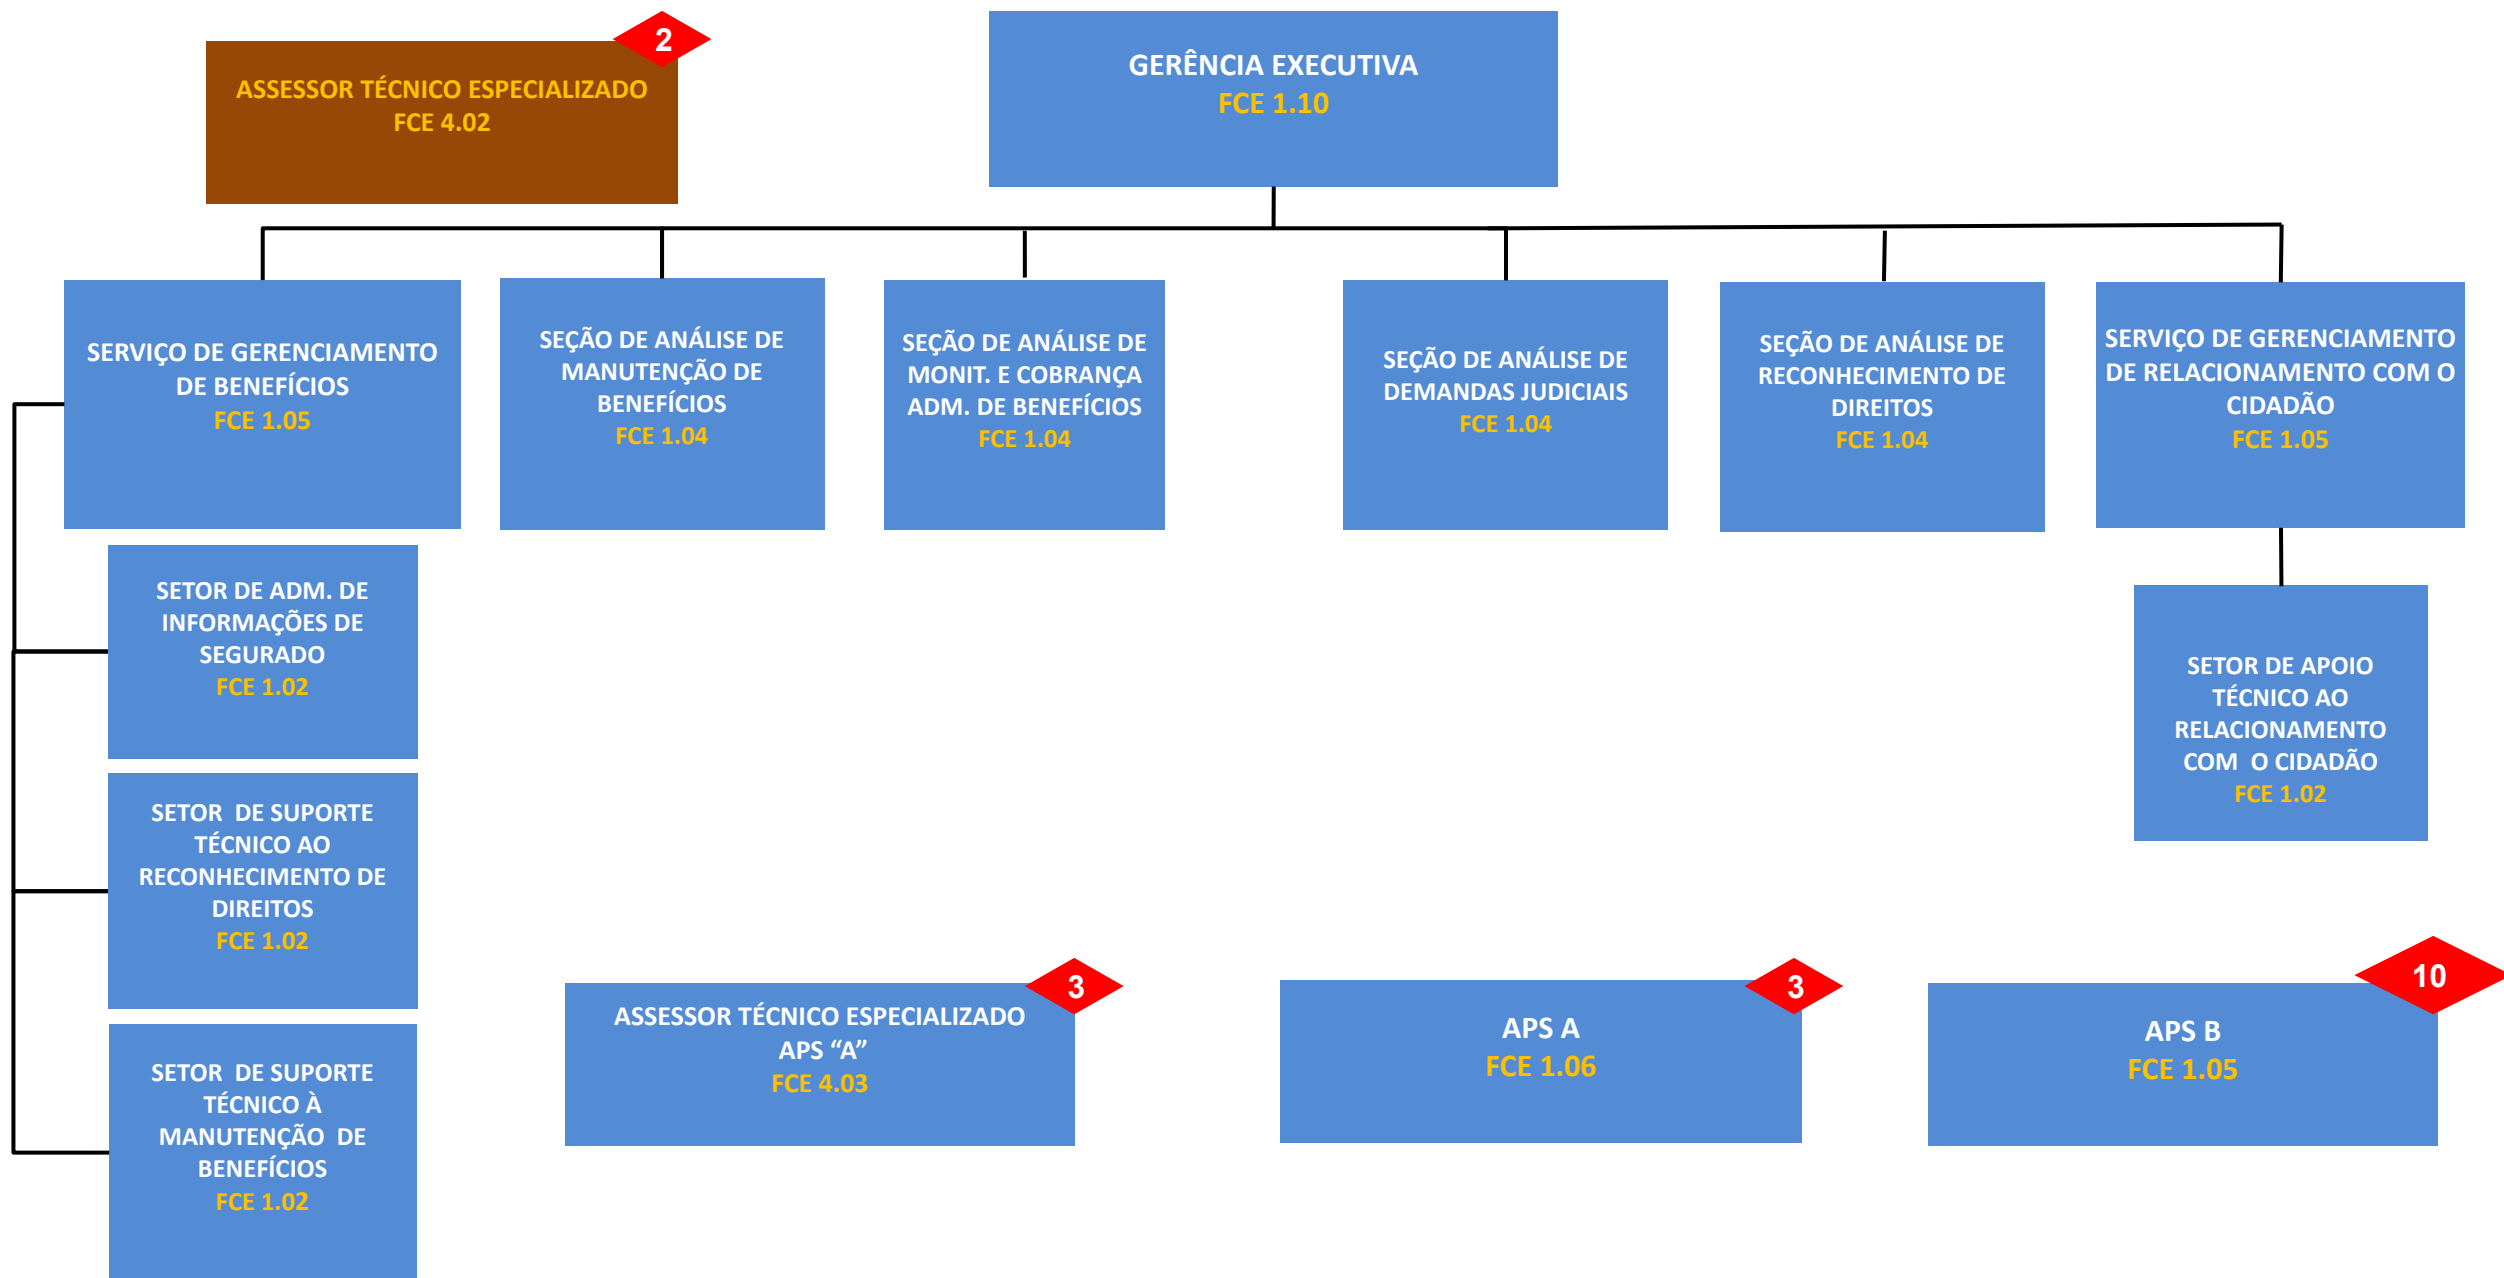 2
ASSESSOR TÉCNICO ESPECIALIZADO
FCE 4.02
GERÊNCIA EXECUTIVA
FCE 1.10
SERVIÇO DE GERENCIAMENTO
DE BENEFÍCIOS
FCE 1.05
SEÇÃO DE ANÁLISE DE
MANUTENÇÃO DE
BENEFÍCIOS
FCE 1.04
SEÇÃO DE ANÁLISE DE
MONIT. E COBRANÇA
ADM. DE BENEFÍCIOS
FCE 1.04
SEÇÃO DE ANÁLISE DE
DEMANDAS JUDICIAIS
FCE 1.04
SEÇÃO DE ANÁLISE DE
RECONHECIMENTO DE
DIREITOS
FCE 1.04
SERVIÇO DE GERENCIAMENTO
DE RELACIONAMENTO COM O
CIDADÃO
FCE 1.05
SETOR DE ADM. DE
INFORMAÇÕES DE
SEGURADO
FCE 1.02
SETOR DE APOIO
TÉCNICO AO
RELACIONAMENTO
COM O CIDADÃO
FCE 1.02
SETOR DE SUPORTE
TÉCNICO AO
RECONHECIMENTO DE
DIREITOS
FCE 1.02
SETOR DE SUPORTE
TÉCNICO À
MANUTENÇÃO DE
BENEFÍCIOS
FCE 1.02
3
ASSESSOR TÉCNICO ESPECIALIZADO
APS “A”
FCE 4.03
3
APS A
FCE 1.06
10
APS B
FCE 1.05